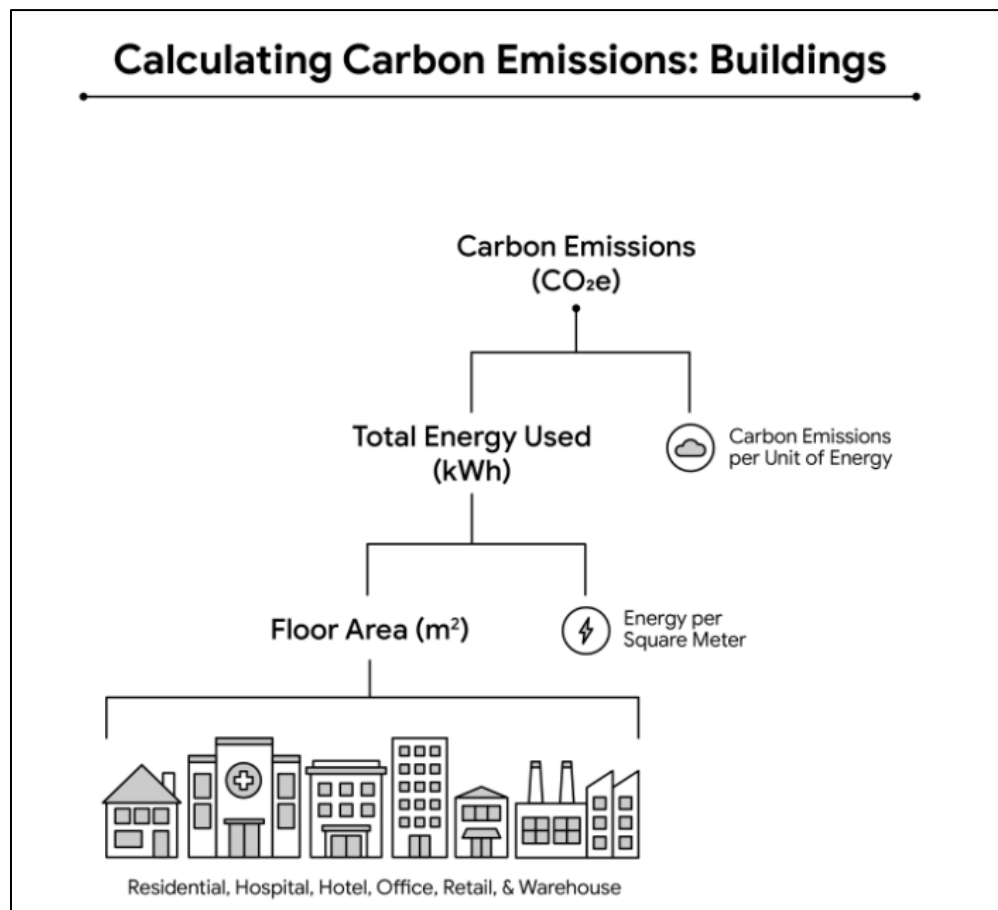 Calculating Carbon Emissions: Buildings
Carbon Emissions
(CO₂e)
Total Energy Used
(kWh)
Carbon Emissions
per Unit of Energy
Floor Area (m²)
Energy per
Square Meter
Residential, Hospital, Hotel, Office, Retail, & Warehouse